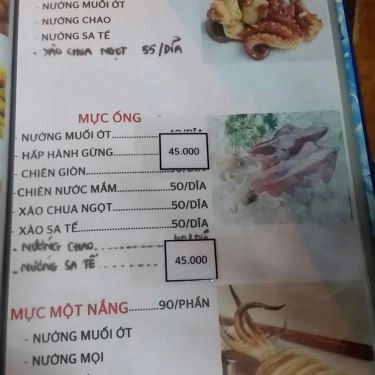 - NƯỚNG MUỐI ỚT
- NƯỚNG CHAO
- NƯỚNG SA TẾ
- XÀO CHUA NGỌT 55/DĨA
MỰC ỐNG
- NƯỚNG MUỐI ỚT
- HẤP HÀNH GỪNG 45.000
- CHIÊN GIÒN
- CHIÊN NƯỚC MẮM 50/DĨA
- XÀO CHUA NGỌT 50/DĨA
- XÀO SA TẾ 50/DĨA
- NƯỚNG CHAO
- NƯỚNG SA TẾ 45.000
MỰC MỘT NẮNG 90/PHẦN
- NƯỚNG MUỐI ỚT
- NƯỚNG MỌI